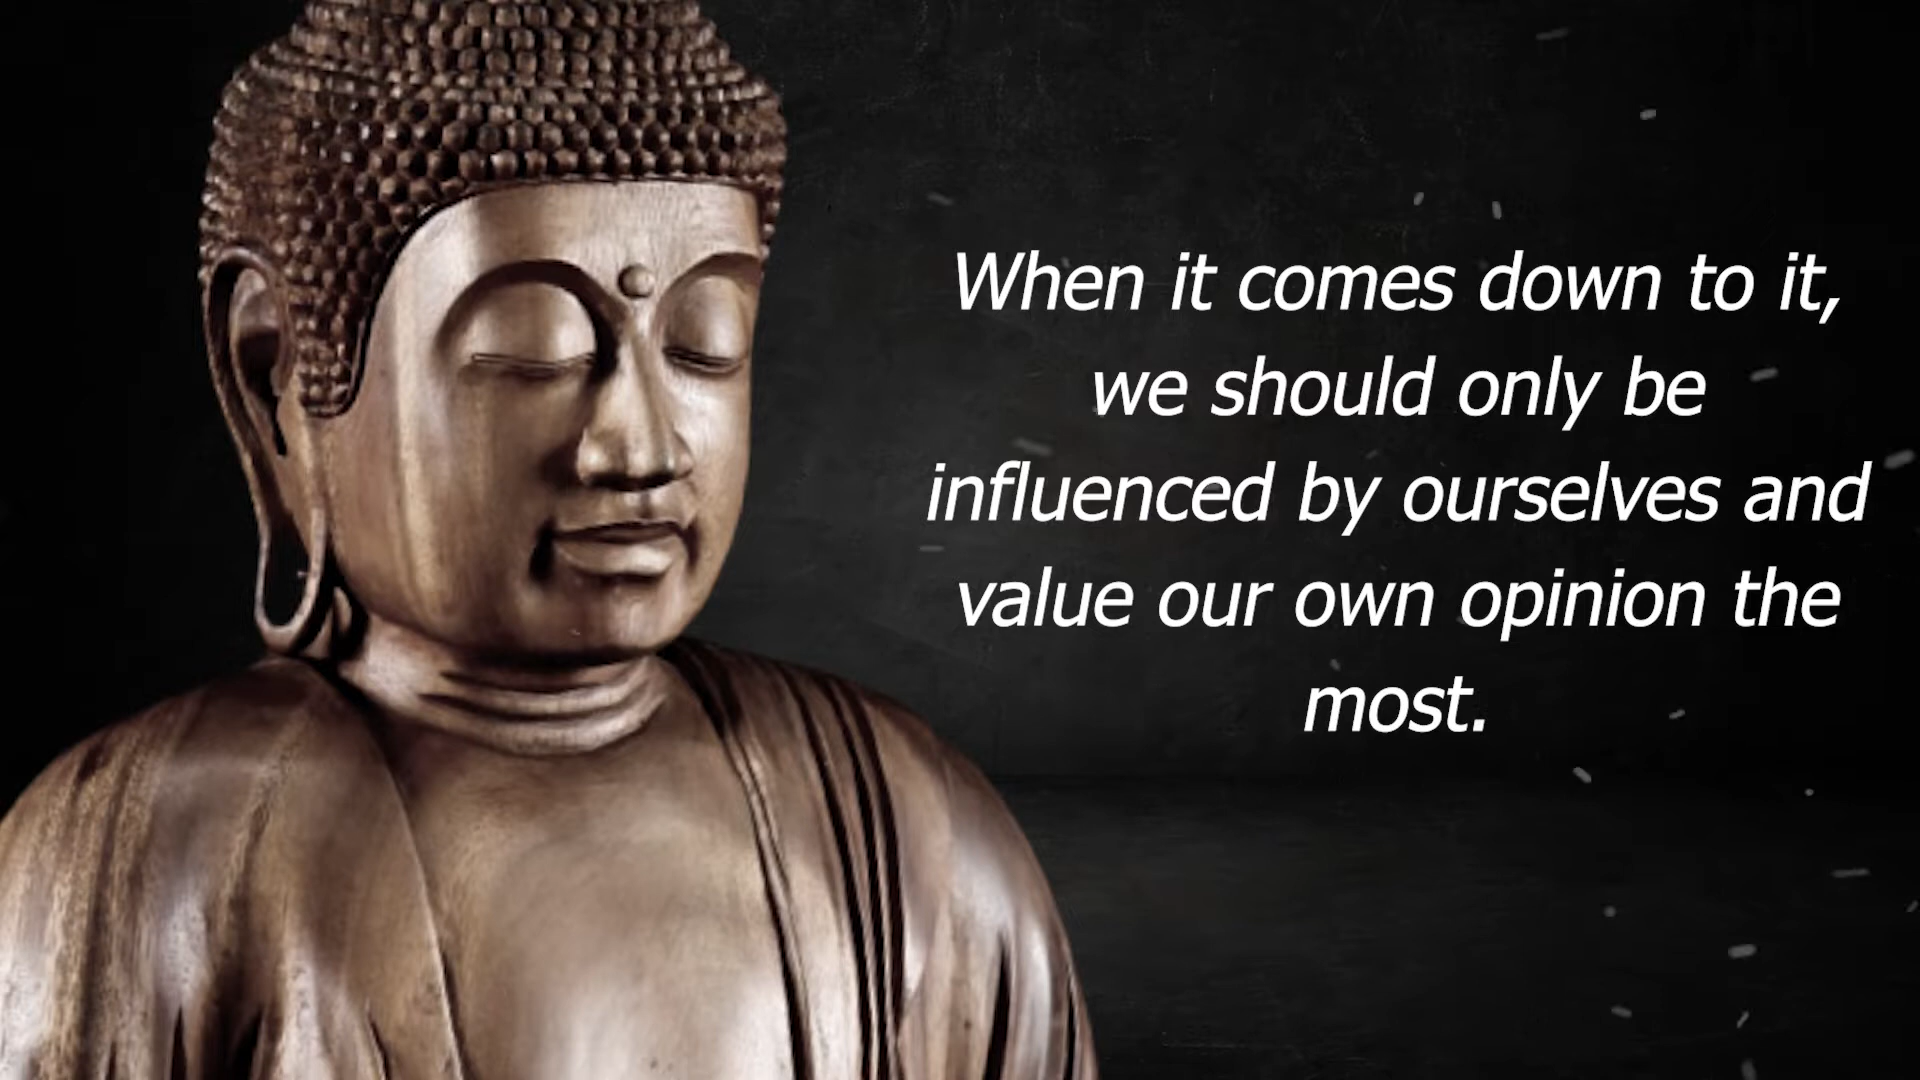 When it comes down to it,
we should only be
influenced by ourselves and
value our own opinion the
most.